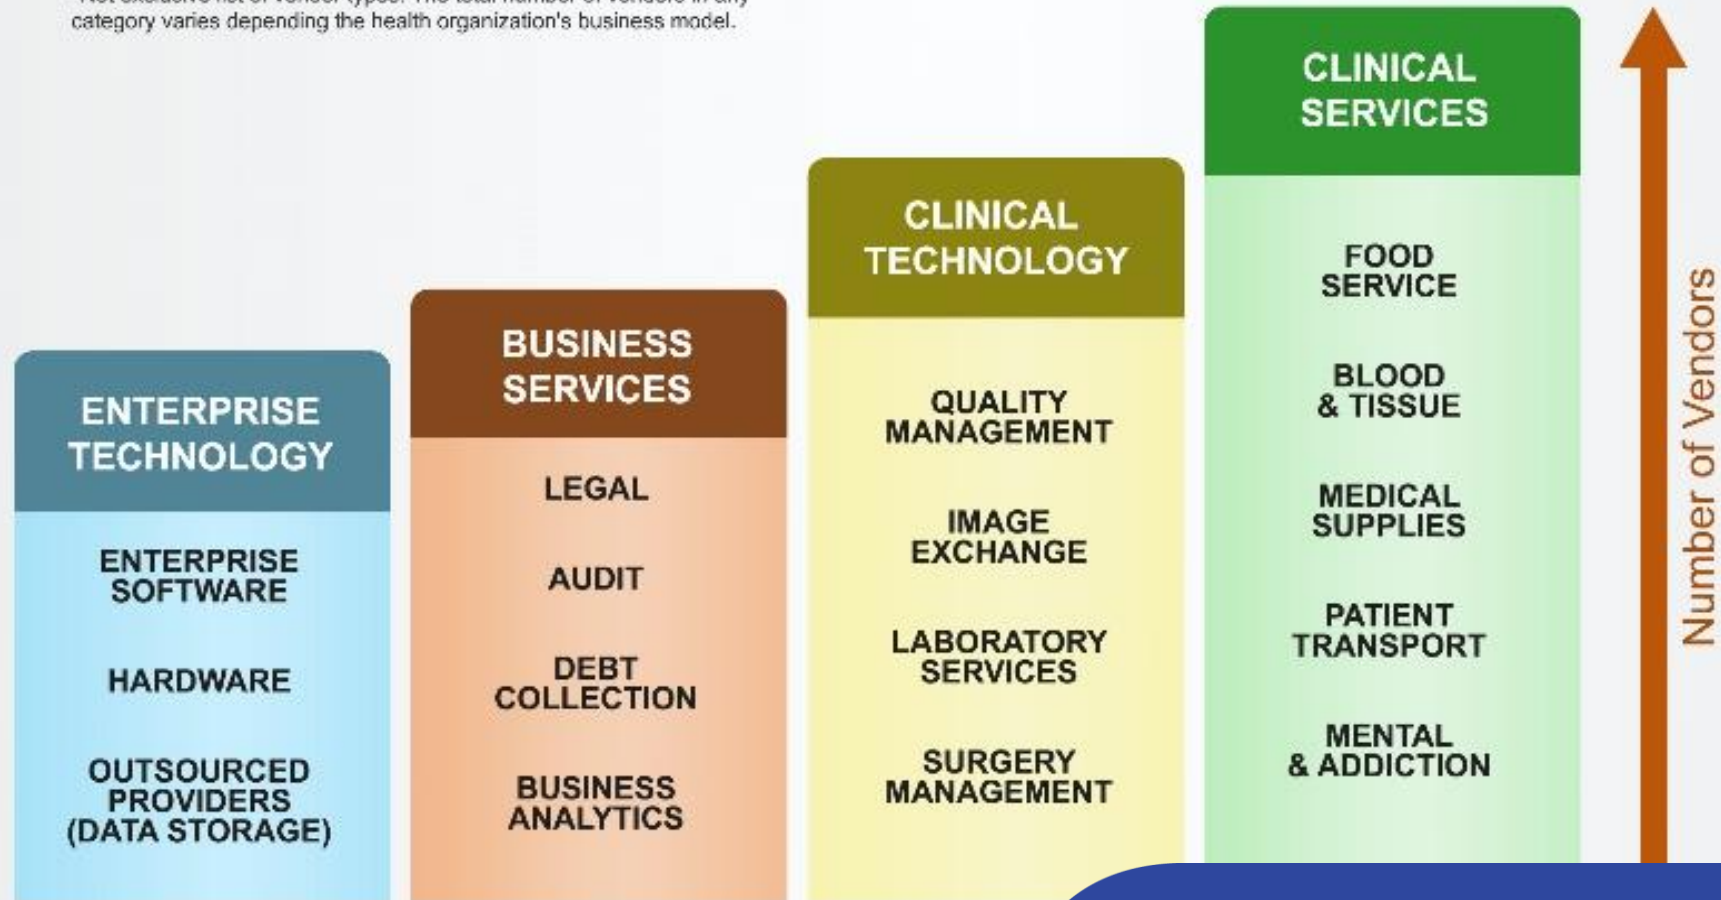 category varies depending the health organization's business model.
ENTERPRISE
TECHNOLOGY
ENTERPRISE
SOFTWARE
HARDWARE
OUTSOURCED
PROVIDERS
(DATA STORAGE)
BUSINESS
SERVICES
LEGAL
AUDIT
DEBT
COLLECTION
BUSINESS
ANALYTICS
CLINICAL
TECHNOLOGY
QUALITY
MANAGEMENT
IMAGE
EXCHANGE
LABORATORY
SERVICES
SURGERY
MANAGEMENT
CLINICAL
SERVICES
FOOD
SERVICE
BLOOD
& TISSUE
MEDICAL
SUPPLIES
PATIENT
TRANSPORT
MENTAL
& ADDICTION
Number of Vendors